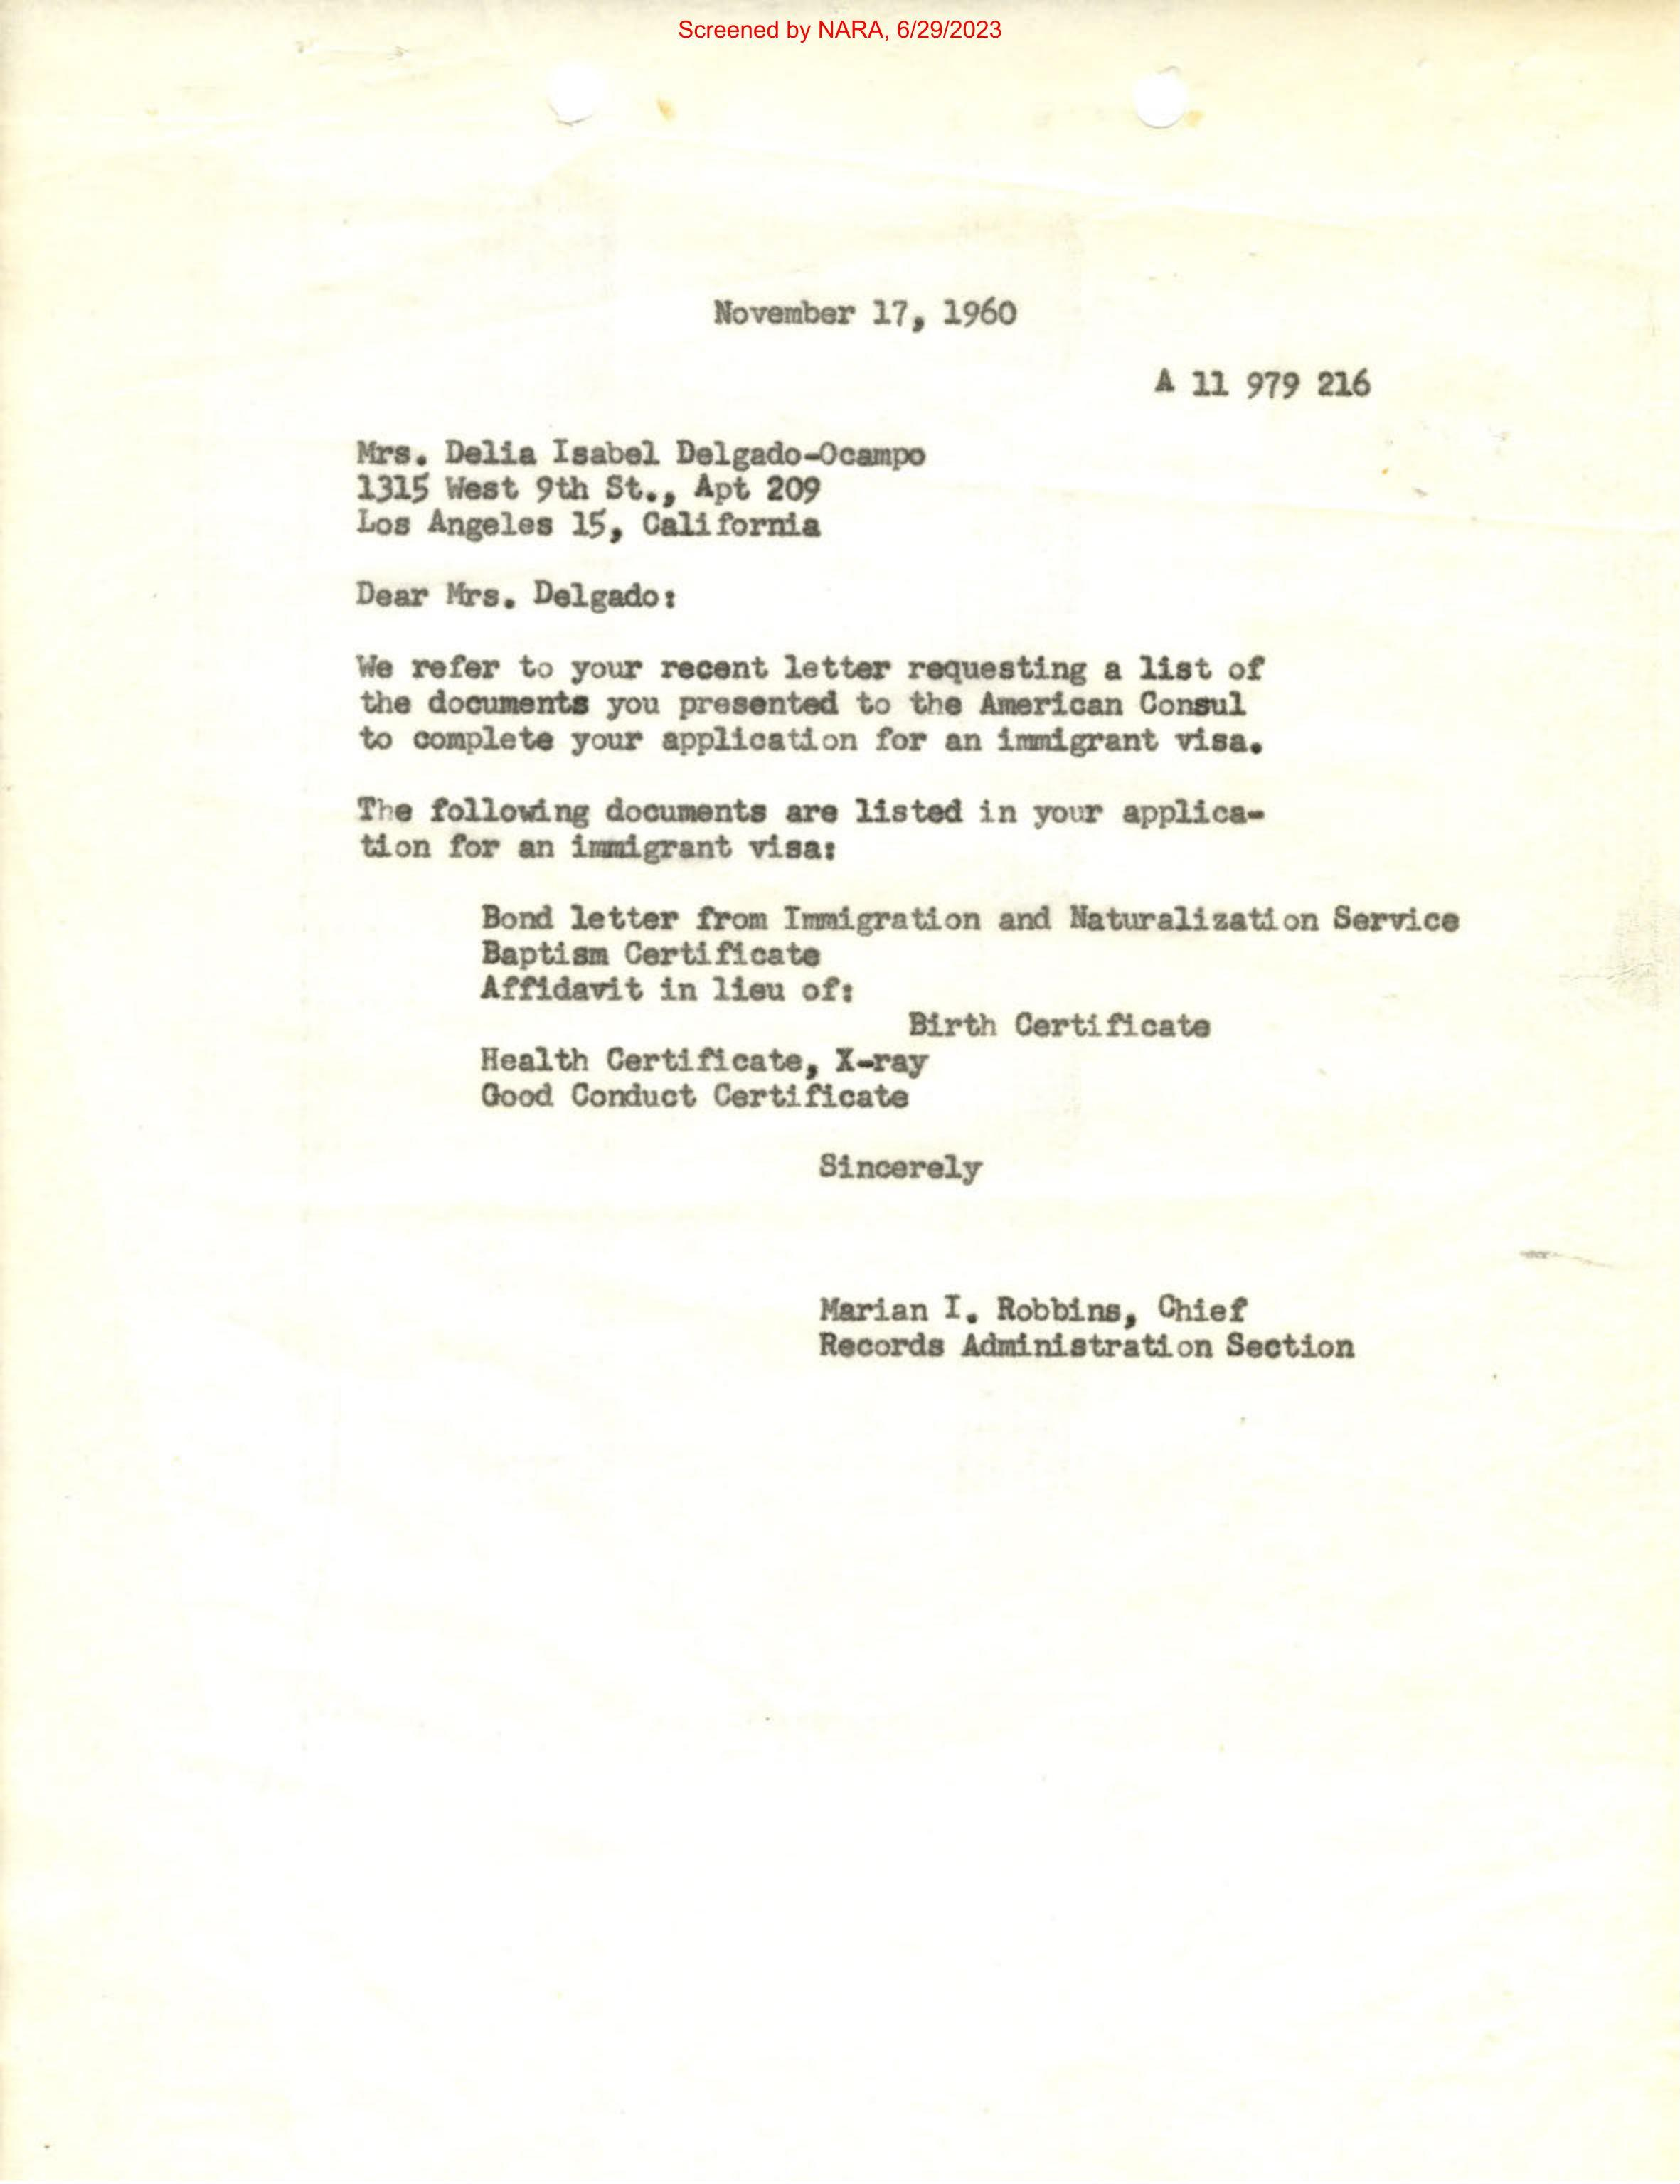 Screened by NARA, 6/29/2023
November 17, 1960
A 11 979 216
Mrs. Delia Isabel Delgado-Ocampo
1315 West 9th St., Apt 209
Los Angeles 15, California
Dear Mrs. Delgado:
We refer to your recent letter requesting a list of
the documents you presented to the American Consul
to complete your application for an immigrant visa.
The following documents are listed in your applica-
tion for an immigrant visa:
Bond letter from Immigration and Naturalization Service
Baptism Certificate
Affidavit in lieu of:
Birth Certificate
Health Certificate, X-ray
Good Conduct Certificate
Sincerely
Marian I. Robbins, Chief
Records Administration Section